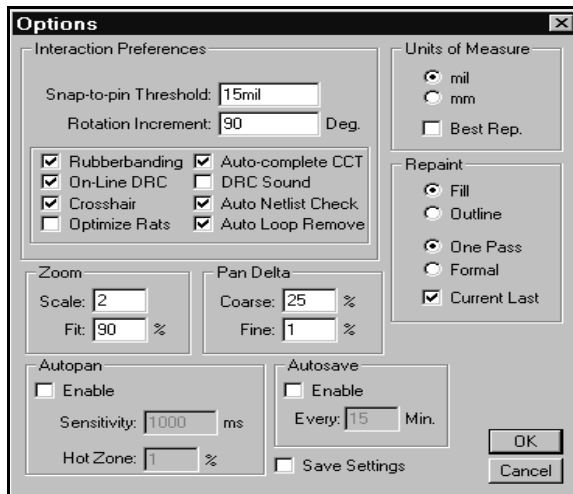 Options
Interaction Preferences
Snap-to-pin Threshold: 15mil
Rotation Increment: 90 Deg.
Rubberbanding Auto-complete CCT
On-Line DRC DRC Sound
Crosshair Auto Netlist Check
Optimize Rats Auto Loop Remove
Units of Measure
mil
mm
Best Rep.
Repaint
Fill
Outline
One Pass
Formal
Current Last
Zoom
Scale: 2
Fit: 90 %
Pan Delta
Coarse: 25 %
Fine: 1 %
Autopan
Enable
Sensitivity: 1000 ms
Hot Zone: 1 %
Autosave
Enable
Every: 15 Min.
Save Settings
OK
Cancel